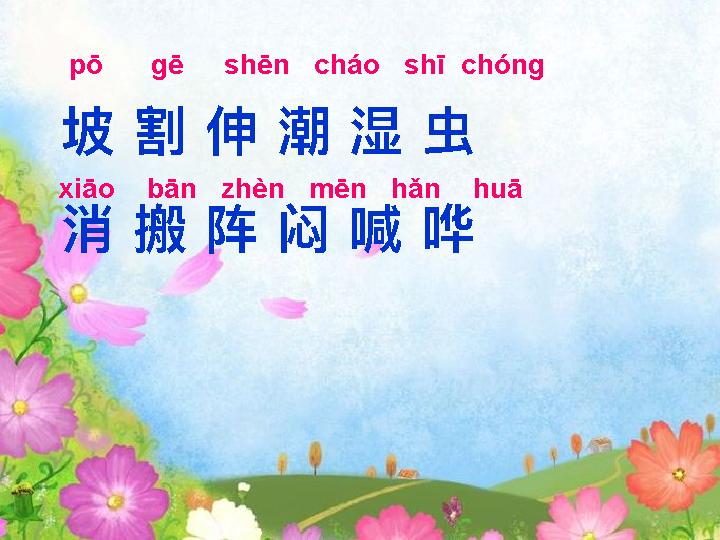 pō gē shēn cháo shī chóng
坡 割 伸 潮 湿 虫
xiāo bān zhèn mēn hǎn huā
消 搬 阵 闷 喊 哗